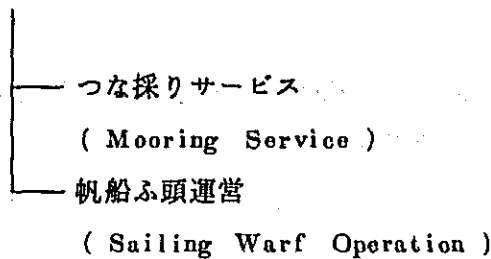 つな採りサービス
( Mooring Service )
帆船ふ頭運営
( Sailing Warf Operation )